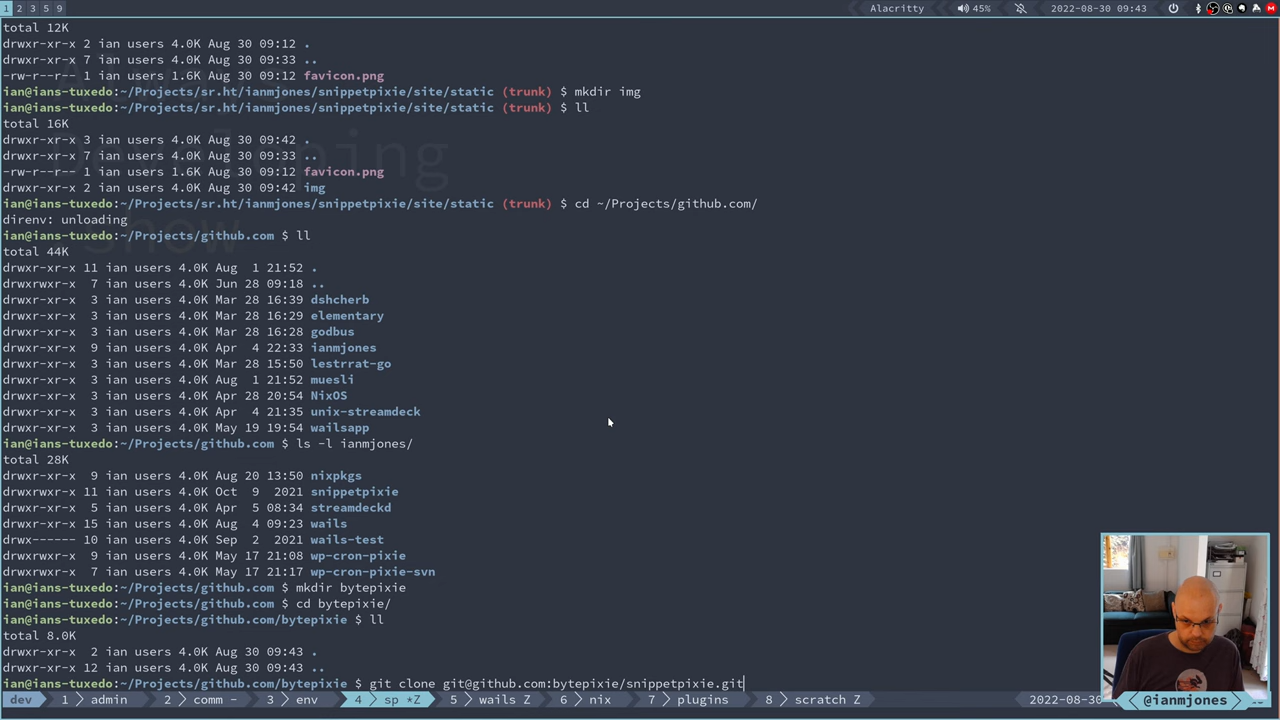 1 2 3 5 9 Alacritty 45% 2022-08-30 09:43
total 12K
drwxr-xr-x 2 ian users 4.0K Aug 30 09:12 .
drwxr-xr-x 7 ian users 4.0K Aug 30 09:33 ..
-rw-r--r-- 1 ian users 1.6K Aug 30 09:12 favicon.png
ian@ians-tuxedo:~/Projects/sr.ht/ianmjones/snippetpixie/site/static (trunk) $ mkdir img
ian@ians-tuxedo:~/Projects/sr.ht/ianmjones/snippetpixie/site/static (trunk) $ ll
total 16K
drwxr-xr-x 3 ian users 4.0K Aug 30 09:42 .
drwxr-xr-x 7 ian users 4.0K Aug 30 09:33 ..
-rw-r--r-- 1 ian users 1.6K Aug 30 09:12 favicon.png
drwxr-xr-x 2 ian users 4.0K Aug 30 09:42 img
ian@ians-tuxedo:~/Projects/sr.ht/ianmjones/snippetpixie/site/static (trunk) $ cd ~/Projects/github.com/
direnv: unloading
ian@ians-tuxedo:~/Projects/github.com $ ll
total 44K
drwxr-xr-x 11 ian users 4.0K Aug  1 21:52 .
drwxrwxr-x  7 ian users 4.0K Jun 28 09:18 ..
drwxr-xr-x  3 ian users 4.0K Mar 28 16:39 dshcherb
drwxr-xr-x  3 ian users 4.0K Mar 28 16:29 elementary
drwxr-xr-x  3 ian users 4.0K Mar 28 16:28 godbus
drwxr-xr-x  9 ian users 4.0K Apr  4 22:33 ianmjones
drwxr-xr-x  3 ian users 4.0K Mar 28 15:50 lestrrat-go
drwxr-xr-x  3 ian users 4.0K Aug  1 21:52 muesli
drwxr-xr-x  3 ian users 4.0K Apr 28 20:54 NixOS
drwxr-xr-x  3 ian users 4.0K Apr  4 21:35 unix-streamdeck
drwxr-xr-x  3 ian users 4.0K May 19 19:54 wailsapp
ian@ians-tuxedo:~/Projects/github.com $ ls -l ianmjones/
total 28K
drwxr-xr-x  9 ian users 4.0K Aug 20 13:50 nixpkgs
drwxrwxr-x 11 ian users 4.0K Oct  9  2021 snippetpixie
drwxr-xr-x  5 ian users 4.0K Apr  5 08:34 streamdeckd
drwxr-xr-x 15 ian users 4.0K Aug  4 09:23 wails
drwx------ 10 ian users 4.0K Sep  2  2021 wails-test
drwxrwxr-x  9 ian users 4.0K May 17 21:08 wp-cron-pixie
drwxrwxr-x  7 ian users 4.0K May 17 21:17 wp-cron-pixie-svn
ian@ians-tuxedo:~/Projects/github.com $ mkdir bytepixie
ian@ians-tuxedo:~/Projects/github.com $ cd bytepixie/
ian@ians-tuxedo:~/Projects/github.com/bytepixie $ ll
total 8.0K
drwxr-xr-x  2 ian users 4.0K Aug 30 09:43 .
drwxr-xr-x 12 ian users 4.0K Aug 30 09:43 ..
ian@ians-tuxedo:~/Projects/github.com/bytepixie $ git clone git@github.com:bytepixie/snippetpixie.git
dev 1 admin 2 comm - 3 env 4 sp *Z 5 wails Z 6 nix 7 plugins 8 scratch Z 2022-08-30 @ianmjones